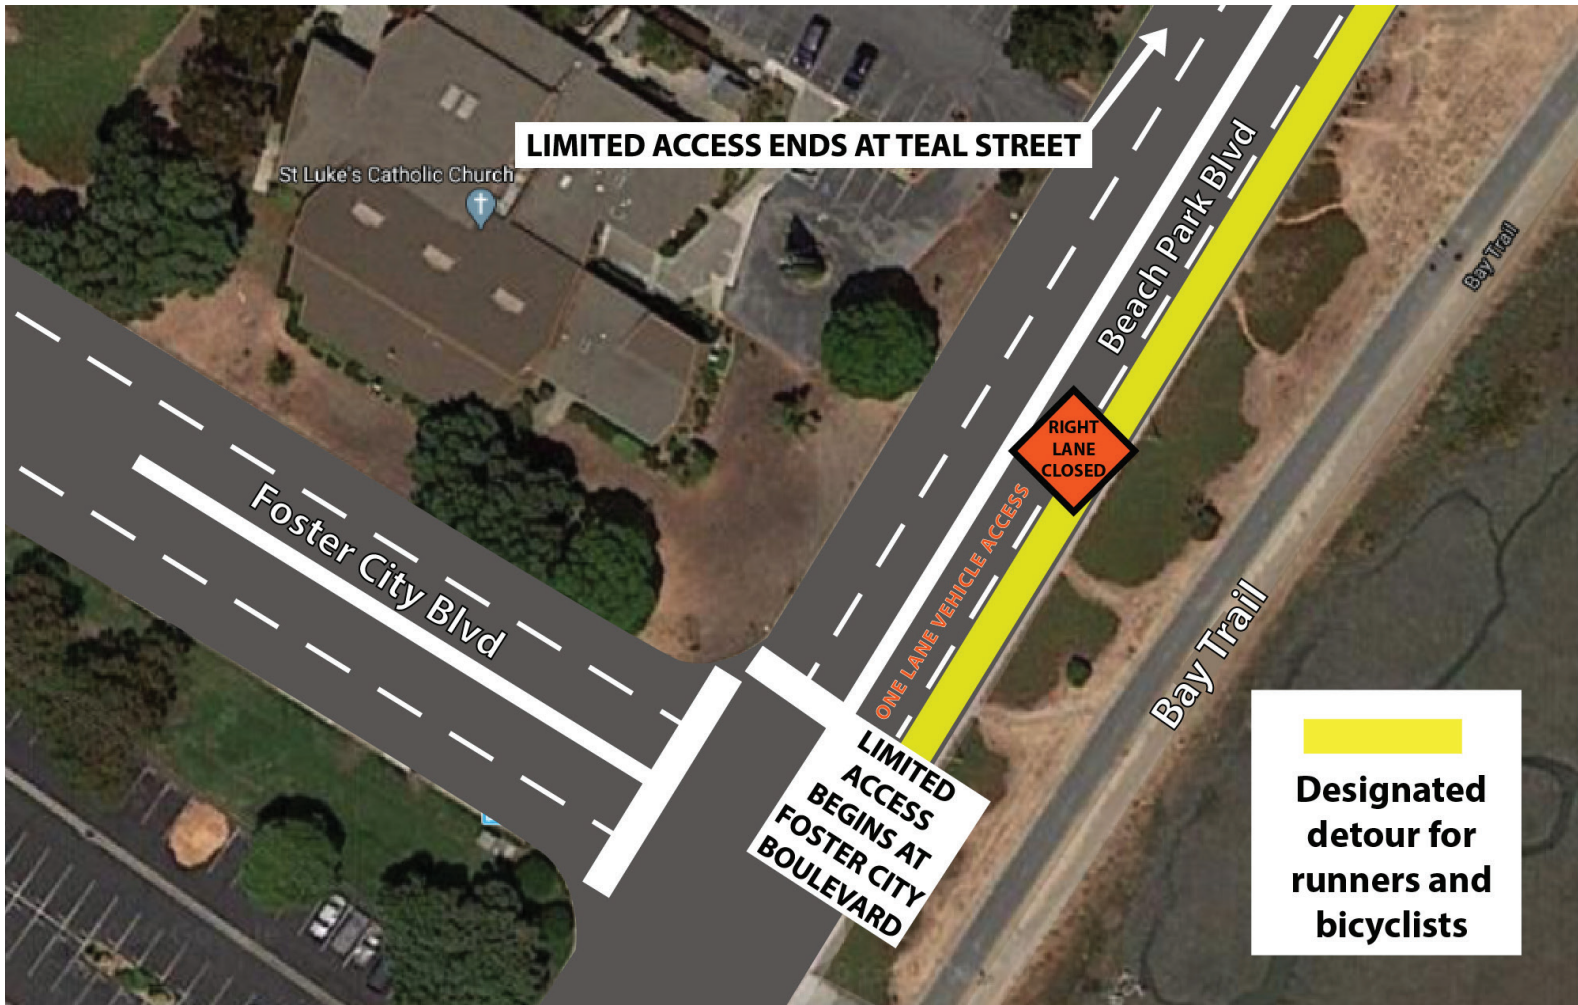 LIMITED ACCESS ENDS AT TEAL STREET
St Luke's Catholic Church
Beach Park Blvd
Bay Trail
RIGHT
LANE
CLOSED
ONE LANE VEHICLE ACCESS
Foster City Blvd
Bay Trail
LIMITED
ACCESS
BEGINS AT
FOSTER CITY
BOULEVARD
Designated
detour for
runners and
bicyclists